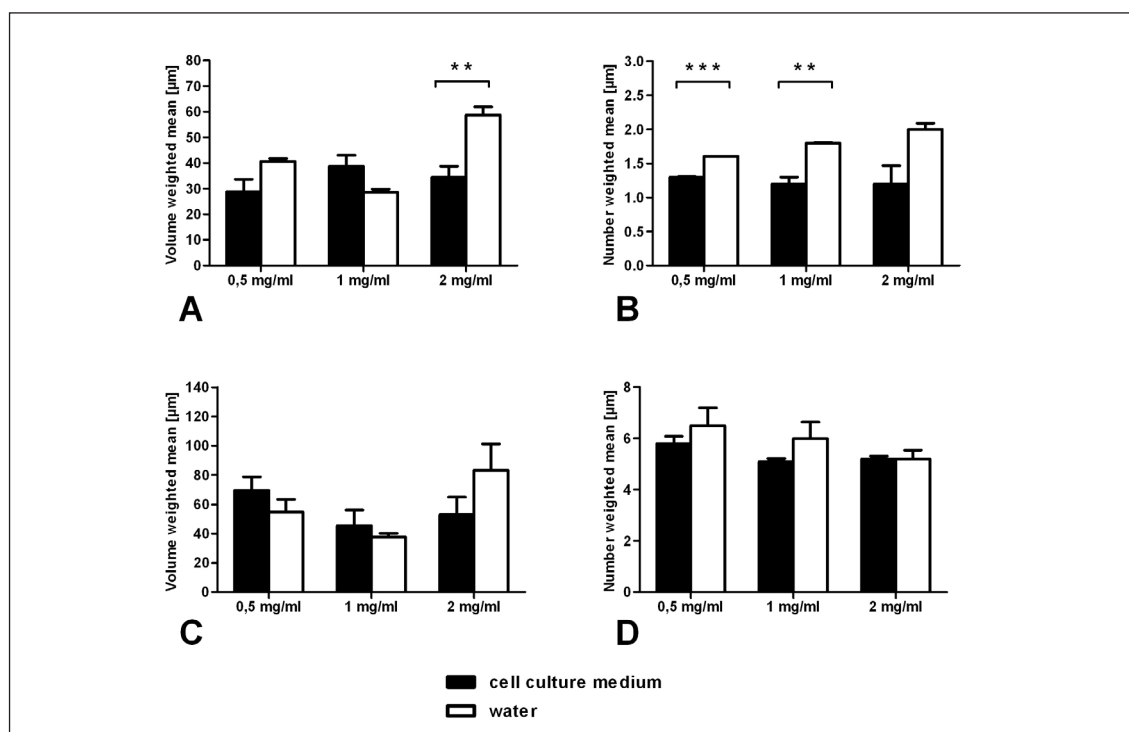 Volume weighted mean [µm]
80
70
60
50
40
30
20
10
0
**
0,5 mg/ml 1 mg/ml 2 mg/ml
A
Number weighted mean [µm]
3.0
2.5
2.0
1.5
1.0
0.5
0.0
*** **
0,5 mg/ml 1 mg/ml 2 mg/ml
B
Volume weighted mean [µm]
140
120
100
80
60
40
20
0
0,5 mg/ml 1 mg/ml 2 mg/ml
C
Number weighted mean [µm]
8
6
4
2
0
0,5 mg/ml 1 mg/ml 2 mg/ml
D
cell culture medium
water